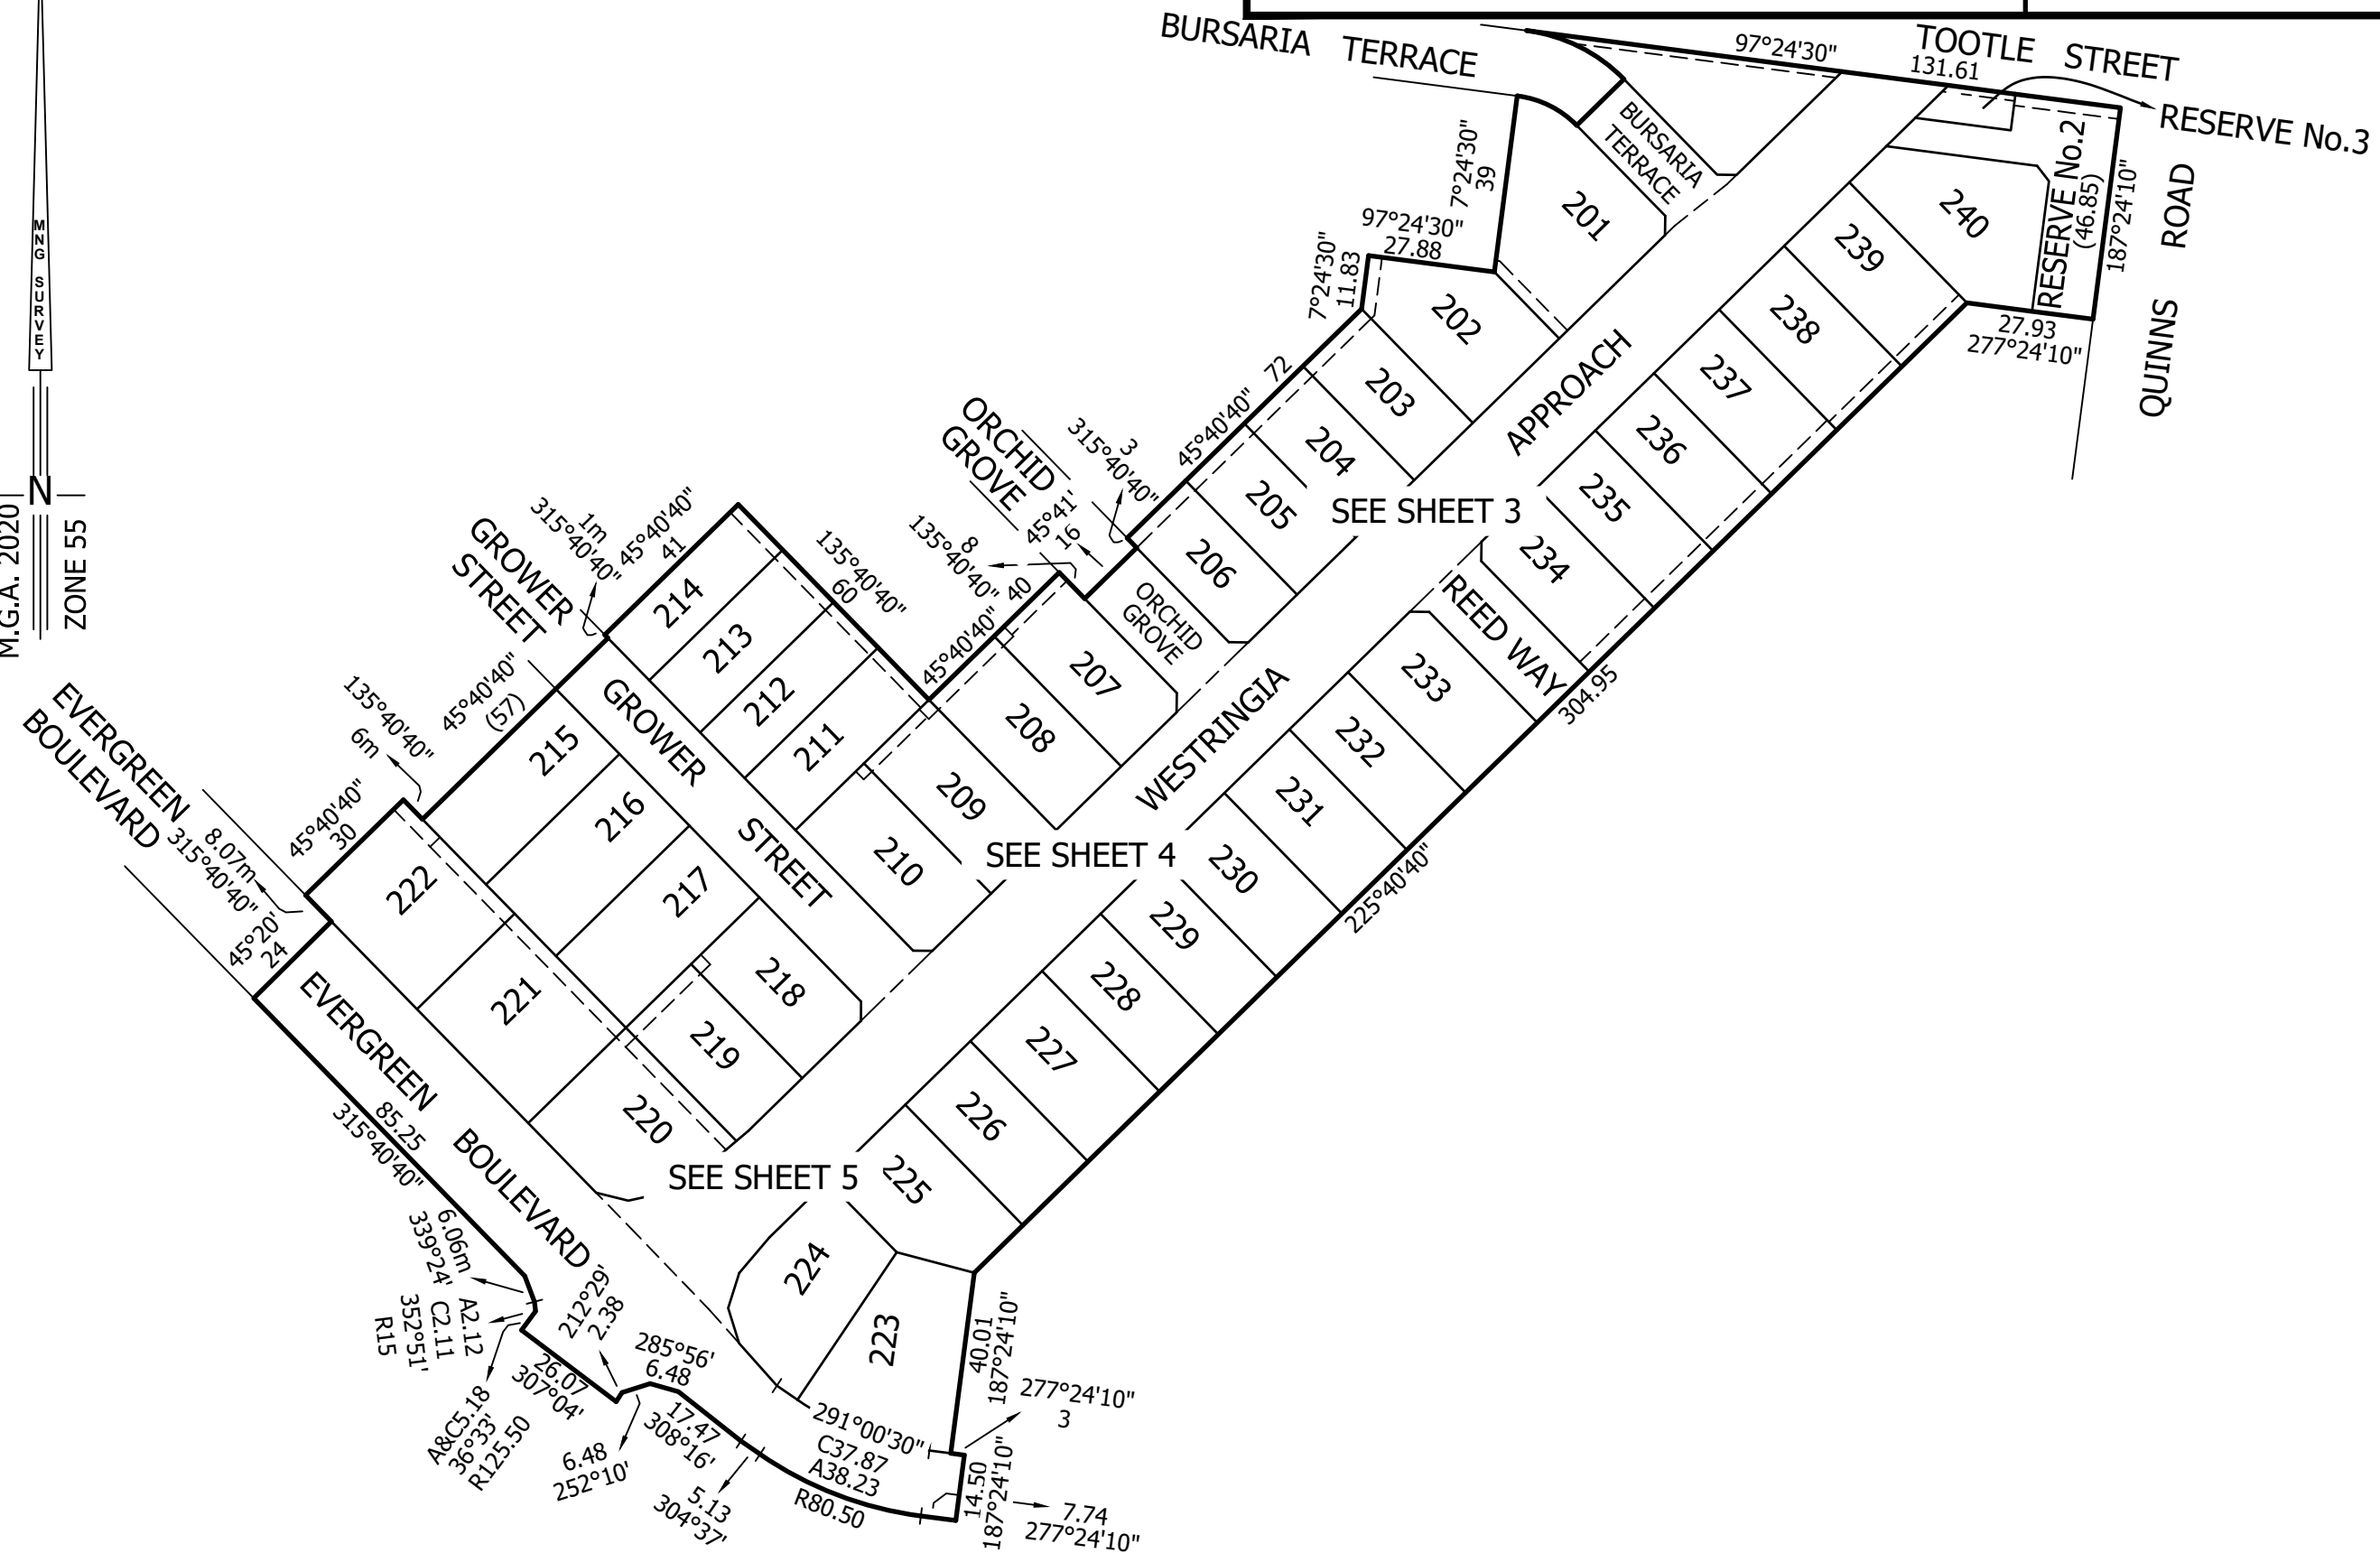 BURSARIA TERRACE
97°24'30"
TOOTLE STREET
131.61
RESERVE No.3
BURSARIA
TERRACE
7°24'30"
39
201
RESERVE No.2
(46.85)
187°24'10"
QUINNS ROAD
240
97°24'30"
27.88
7°24'30"
11.83
239
202
238
27.93
277°24'10"
MNG SURVEY
N
M.G.A. 2020
ZONE 55
203
237
APPROACH
72
45°40'40"
204
236
ORCHID
GROVE
3
315°40'40"
205
235
SEE SHEET 3
45°41'
16
8
135°40'40"
206
234
GROWER
STREET
1m
315°40'40"
45°40'40"
41
135°40'40"
60
45°40'40"
40
ORCHID
GROVE
REED WAY
214
213
207
233
304.95
212
208
232
WESTRINGIA
211
GROWER STREET
45°40'40"
(57)
215
135°40'40"
6m
EVERGREEN
BOULEVARD
209
231
216
45°40'40"
30
8.07m
315°40'40"
210
SEE SHEET 4
230
225°40'40"
222
217
229
45°20'
24
218
228
221
EVERGREEN BOULEVARD
219
227
220
226
85.25
315°40'40"
SEE SHEET 5
225
6.06m
339°24'
224
A2.12
C2.11
352°51'
R15
212°29'
2.38
223
40.01
187°24'10"
285°56'
6.48
26.07
307°04'
277°24'10"
3
A&C5.18
36°33'
R125.50
17.47
308°16'
291°00'30"
C37.87
A38.23
R80.50
6.48
252°10'
5.13
304°37'
14.50
187°24'10"
7.74
277°24'10"